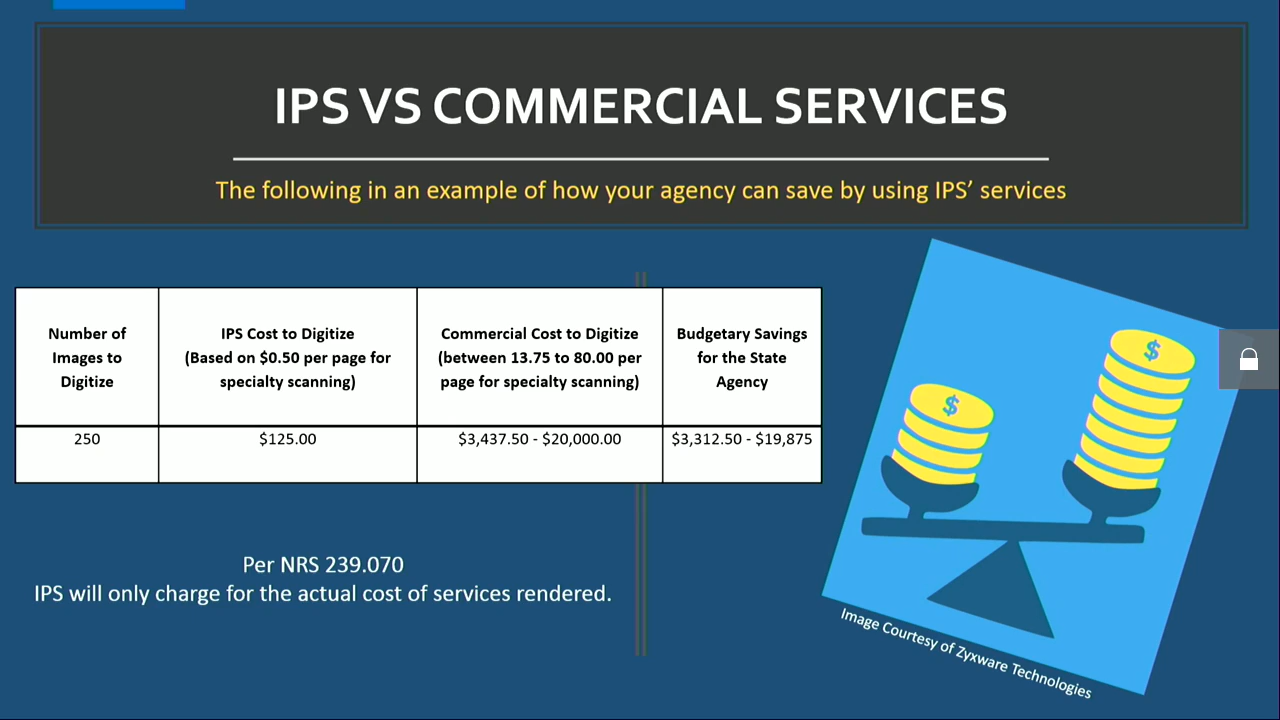 IPS VS COMMERCIAL SERVICES
The following in an example of how your agency can save by using IPS’ services
Number of
Images to
Digitize
IPS Cost to Digitize
(Based on $0.50 per page for
specialty scanning)
Commercial Cost to Digitize
(between 13.75 to 80.00 per
page for specialty scanning)
Budgetary Savings
for the State
Agency
250
$125.00
$3,437.50 - $20,000.00
$3,312.50 - $19,875
$
$
Per NRS 239.070
IPS will only charge for the actual cost of services rendered.
Image Courtesy of Zyxware Technologies